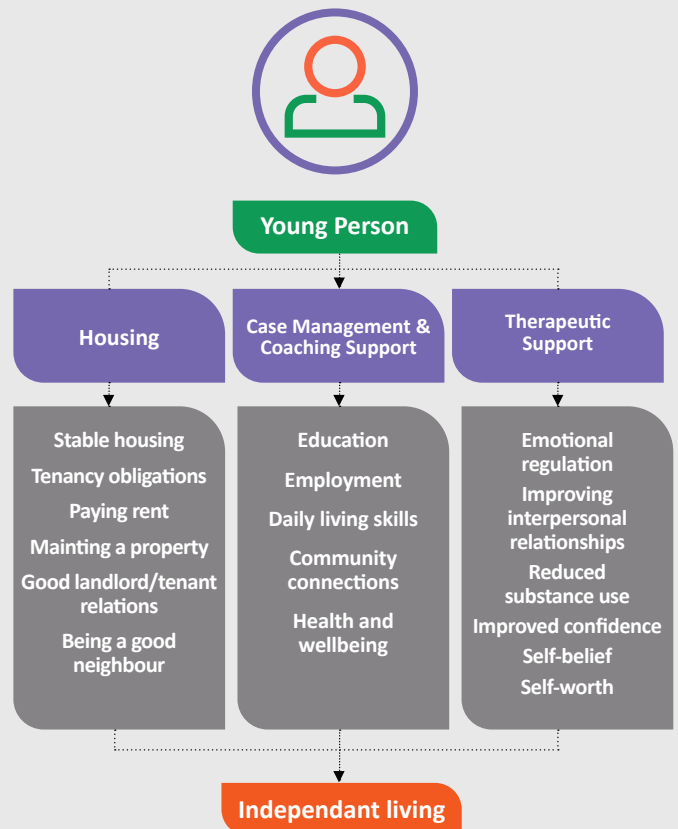 Young Person
Housing
Stable housing
Tenancy obligations
Paying rent
Mainting a property
Good landlord/tenant
relations
Being a good
neighbour
Case Management &
Coaching Support
Education
Employment
Daily living skills
Community
connections
Health and
wellbeing
Therapeutic
Support
Emotional
regulation
Improving
interpersonal
relationships
Reduced
substance use
Improved confidence
Self-belief
Self-worth
Independant living